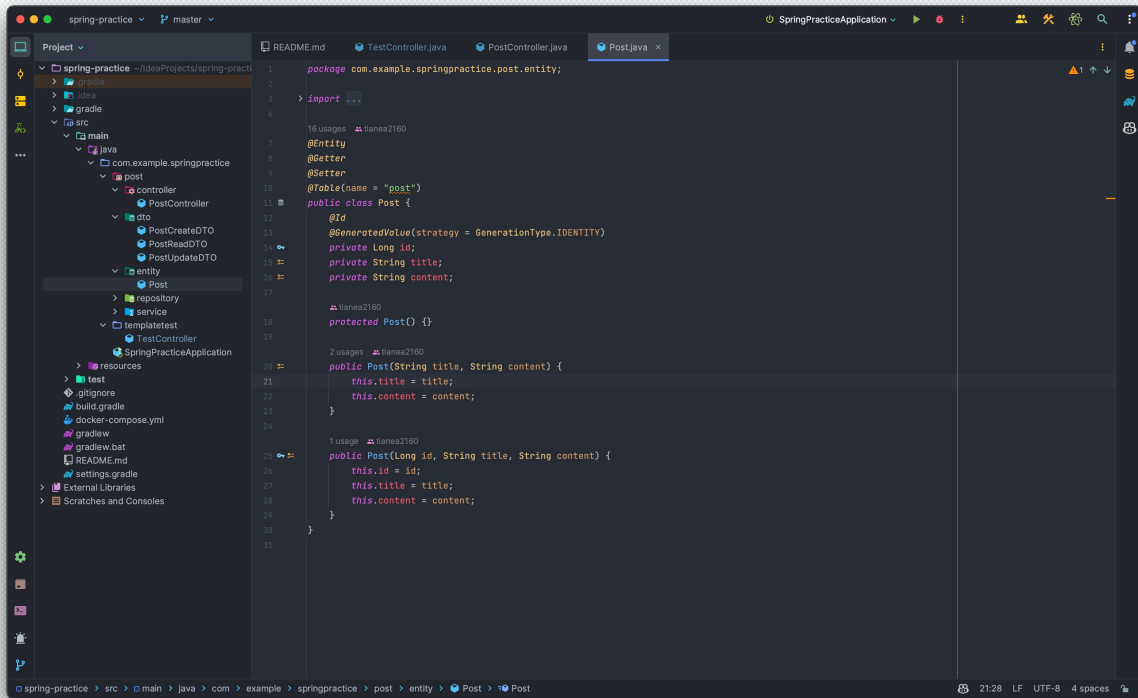 spring-practice
master
SpringPracticeApplication
Project
README.md
TestController.java
PostController.java
Post.java
spring-practice ~/IdeaProjects/spring-practi
.gradle
.idea
gradle
src
main
java
com.example.springpractice
post
controller
PostController
dto
PostCreateDTO
PostReadDTO
PostUpdateDTO
entity
Post
repository
service
templatetest
TestController
SpringPracticeApplication
resources
test
.gitignore
build.gradle
docker-compose.yml
gradlew
gradlew.bat
README.md
settings.gradle
External Libraries
Scratches and Consoles
1 package com.example.springpractice.post.entity;
1
2
3 import ...
6
16 usages tianea2160
7 @Entity
8 @Getter
9 @Setter
10 @Table(name = "post")
11 public class Post {
12 @Id
13 @GeneratedValue(strategy = GenerationType.IDENTITY)
14 private Long id;
15 private String title;
16 private String content;
17
tianea2160
18 protected Post() {}
19
2 usages tianea2160
20 public Post(String title, String content) {
21 this.title = title;
22 this.content = content;
23 }
24
1 usage tianea2160
25 public Post(Long id, String title, String content) {
26 this.id = id;
27 this.title = title;
28 this.content = content;
29 }
30 }
31
spring-practice > src > main > java > com > example > springpractice > post > entity > Post > Post
21:28 LF UTF-8 4 spaces